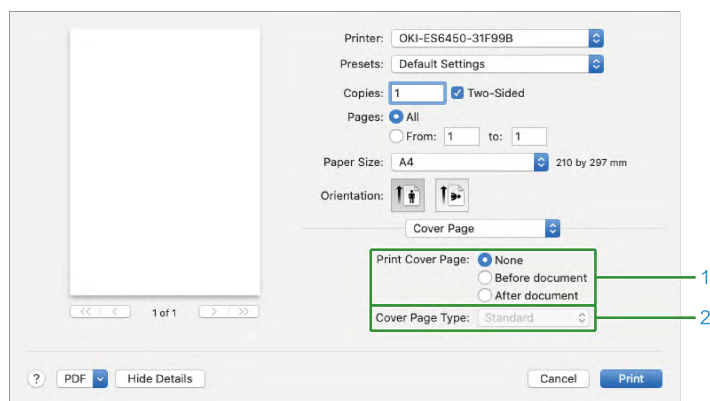 Printer: OKI-ES6450-31F99B
Presets: Default Settings
Copies: 1 Two-Sided
Pages: All
From: 1 to: 1
Paper Size: A4 210 by 297 mm
Orientation:
Cover Page
Print Cover Page: None
Before document
After document
1
Cover Page Type: Standard
2
<< < 1 of 1 > >>
? PDF Hide Details Cancel Print